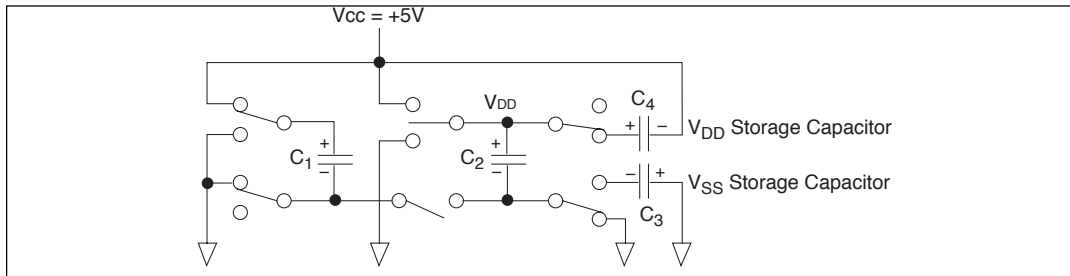 Vcc = +5V
VDD
C4
+ −
VDD Storage Capacitor
+
C1
−
+
C2
−
− +
VSS Storage Capacitor
C3